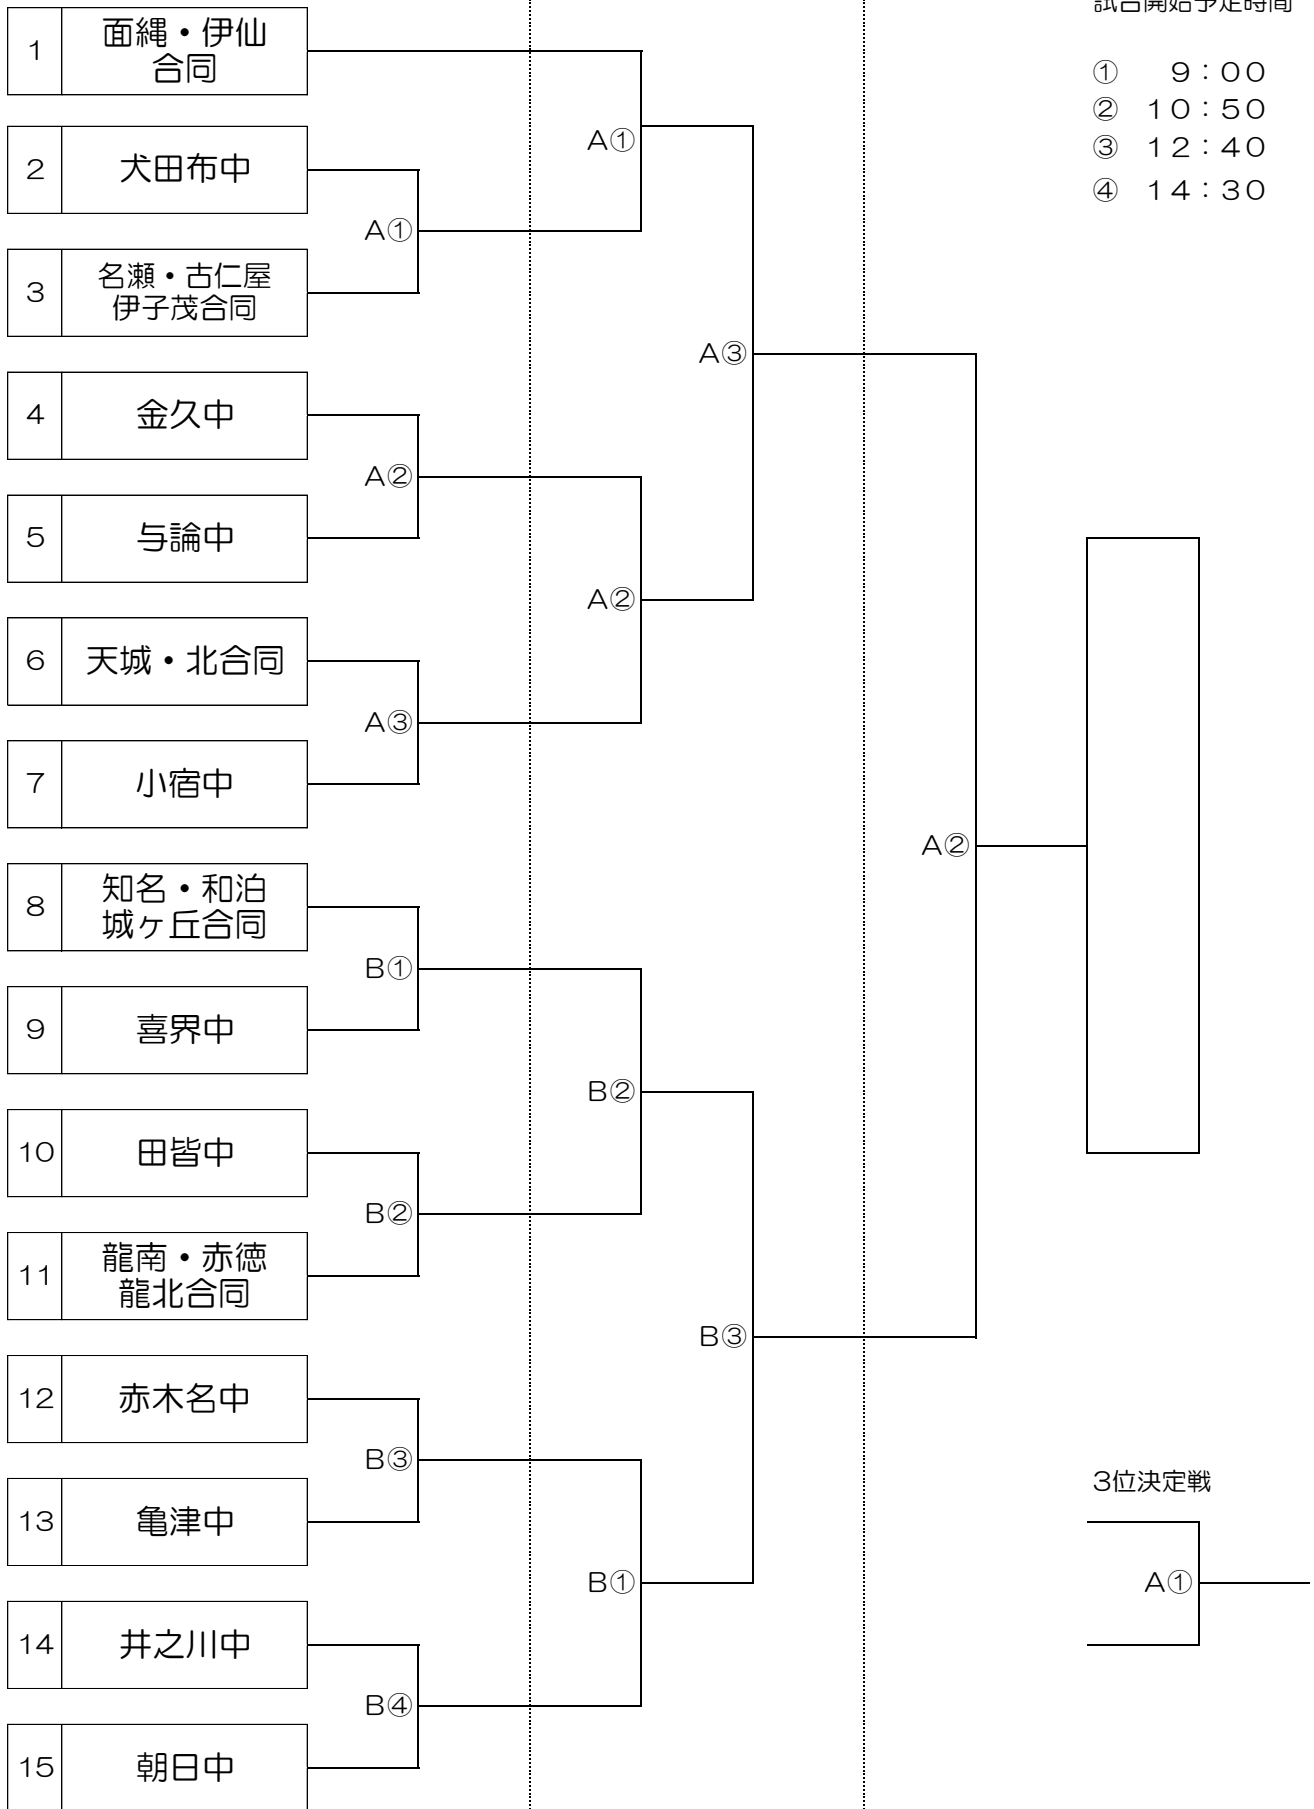 試合開始予定時間
① 9：00
② 10：50
③ 12：40
④ 14：30
1 面縄・伊仙
合同
A①
2 犬田布中
A①
3 名瀬・古仁屋
伊子茂合同
A③
4 金久中
A②
5 与論中
A②
6 天城・北合同
A③
7 小宿中
A②
8 知名・和泊
城ヶ丘合同
B①
9 喜界中
B②
10 田皆中
B②
11 龍南・赤徳
龍北合同
B③
12 赤木名中
B③
3位決定戦
13 亀津中
B①
A①
14 井之川中
B④
15 朝日中